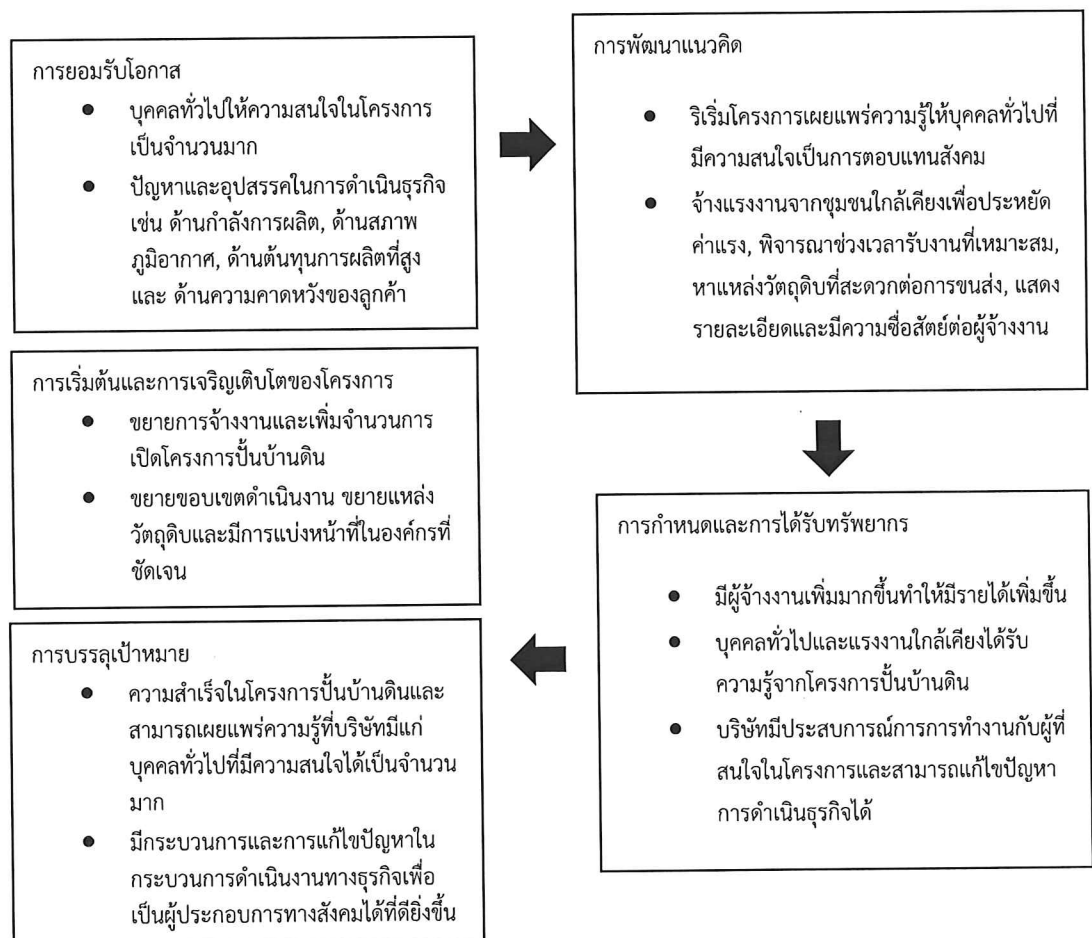 การยอมรับโอกาส
● บุคคลทั่วไปให้ความสนใจในโครงการ
เป็นจำนวนมาก
● ปัญหาและอุปสรรคในการดำเนินธุรกิจ
เช่น ด้านกำลังการผลิต, ด้านสภาพ
ภูมิอากาศ, ด้านต้นทุนการผลิตที่สูง
และ ด้านความคาดหวังของลูกค้า
การพัฒนาแนวคิด
● ริเริ่มโครงการเผยแพร่ความรู้ให้บุคคลทั่วไปที่
มีความสนใจเป็นการตอบแทนสังคม
● จ้างแรงงานจากชุมชนใกล้เคียงเพื่อประหยัด
ค่าแรง, พิจารณาช่วงเวลารับงานที่เหมาะสม,
หาแหล่งวัตถุดิบที่สะดวกต่อการขนส่ง, แสดง
รายละเอียดและมีความซื่อสัตย์ต่อผู้จ้างงาน
การกำหนดและการได้รับทรัพยากร
● มีผู้จ้างงานเพิ่มมากขึ้นทำให้มีรายได้เพิ่มขึ้น
● บุคคลทั่วไปและแรงงานใกล้เคียงได้รับ
ความรู้จากโครงการปั้นบ้านดิน
● บริษัทมีประสบการณ์การการทำงานกับผู้ที่
สนใจในโครงการและสามารถแก้ไขปัญหา
การดำเนินธุรกิจได้
การเริ่มต้นและการเจริญเติบโตของโครงการ
● ขยายการจ้างงานและเพิ่มจำนวนการ
เปิดโครงการปั้นบ้านดิน
● ขยายขอบเขตดำเนินงาน ขยายแหล่ง
วัตถุดิบและมีการแบ่งหน้าที่ในองค์กรที่
ชัดเจน
การบรรลุเป้าหมาย
● ความสำเร็จในโครงการปั้นบ้านดินและ
สามารถเผยแพร่ความรู้ที่บริษัทมีแก่
บุคคลทั่วไปที่มีความสนใจได้เป็นจำนวน
มาก
● มีกระบวนการและการแก้ไขปัญหาใน
กระบวนการดำเนินงานทางธุรกิจเพื่อ
เป็นผู้ประกอบการทางสังคมได้ที่ดียิ่งขึ้น